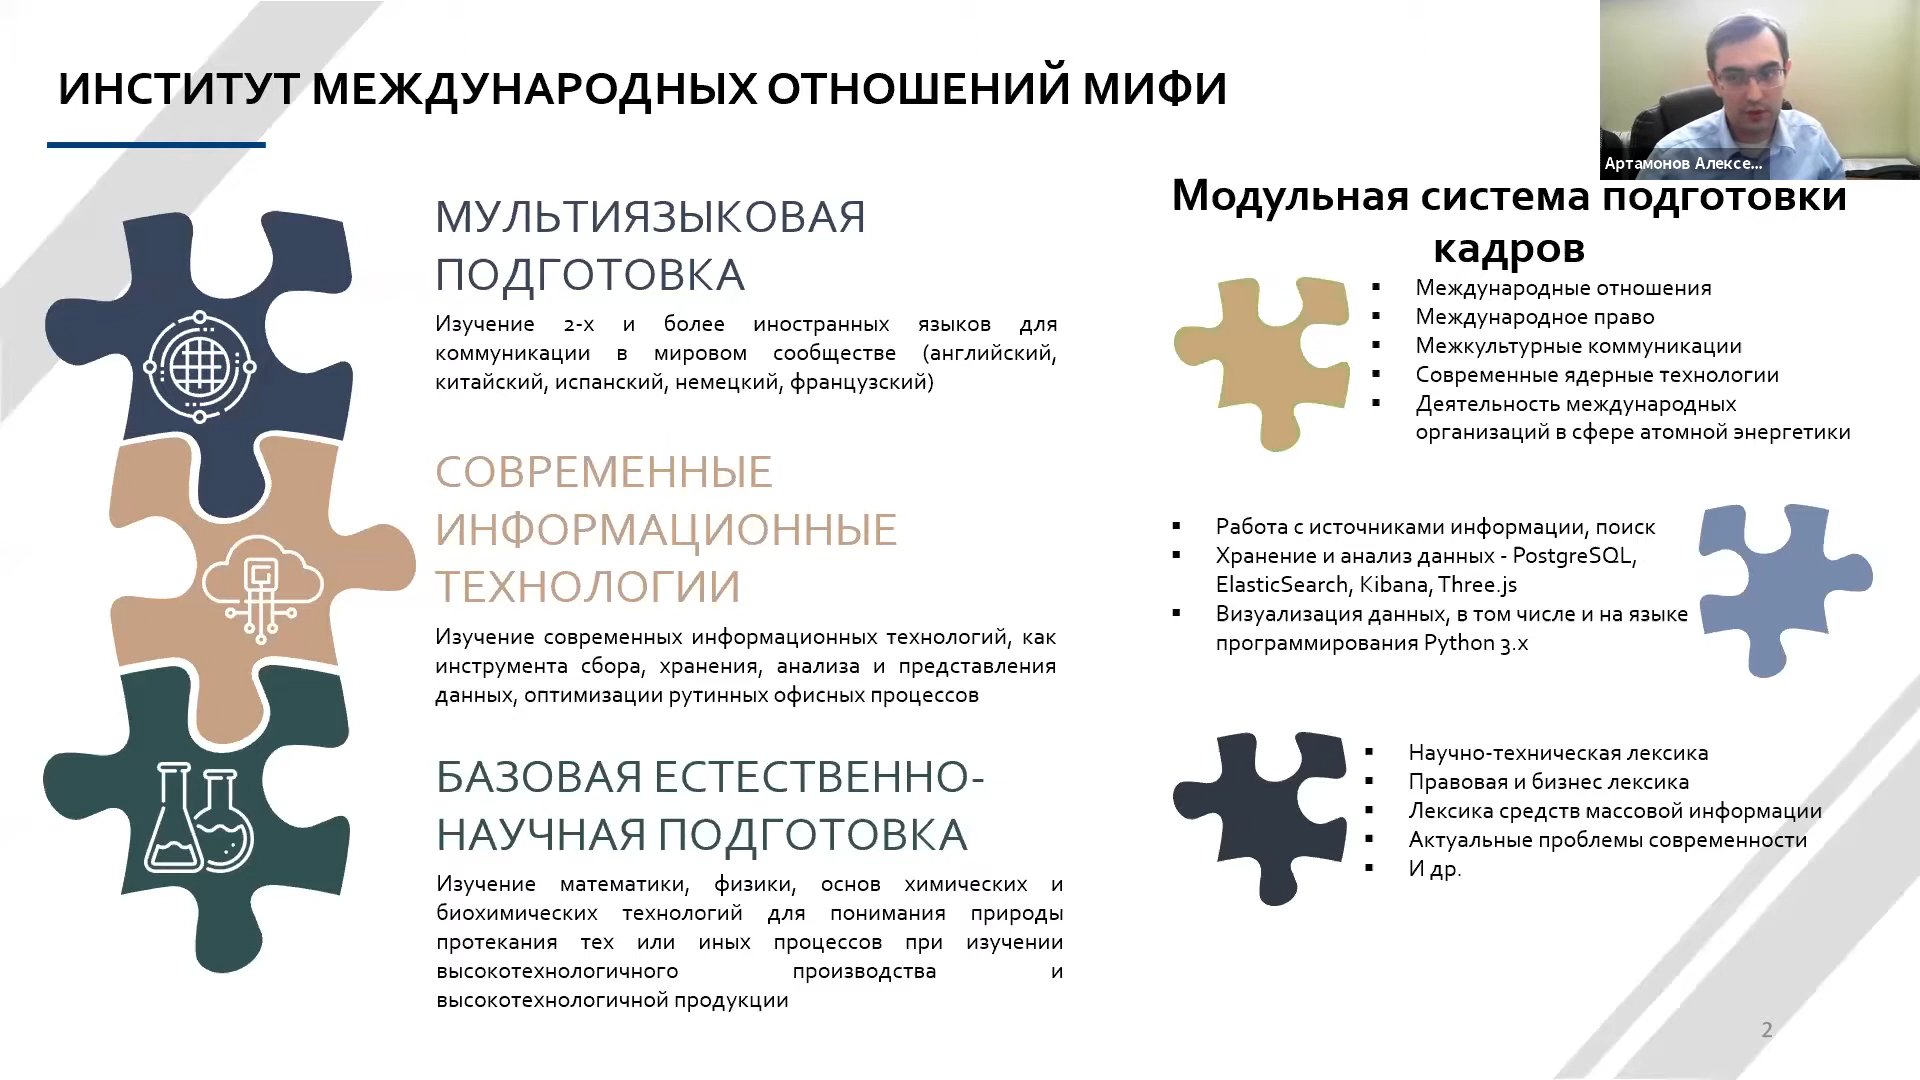 ИНСТИТУТ МЕЖДУНАРОДНЫХ ОТНОШЕНИЙ МИФИ
Артамонов Алексе...
МУЛЬТИЯЗЫКОВАЯ
ПОДГОТОВКА
Изучение 2-х и более иностранных языков для
коммуникации в мировом сообществе (английский,
китайский, испанский, немецкий, французский)
СОВРЕМЕННЫЕ
ИНФОРМАЦИОННЫЕ
ТЕХНОЛОГИИ
Изучение современных информационных технологий, как
инструмента сбора, хранения, анализа и представления
данных, оптимизации рутинных офисных процессов
БАЗОВАЯ ЕСТЕСТВЕННО-
НАУЧНАЯ ПОДГОТОВКА
Изучение математики, физики, основ химических и
биохимических технологий для понимания природы
протекания тех или иных процессов при изучении
высокотехнологичного производства и
высокотехнологичной продукции
Модульная система подготовки
кадров
▪ Международные отношения
▪ Международное право
▪ Межкультурные коммуникации
▪ Современные ядерные технологии
▪ Деятельность международных
организаций в сфере атомной энергетики
▪ Работа с источниками информации, поиск
▪ Хранение и анализ данных - PostgreSQL,
ElasticSearch, Kibana, Three.js
▪ Визуализация данных, в том числе и на языке
программирования Python 3.x
▪ Научно-техническая лексика
▪ Правовая и бизнес лексика
▪ Лексика средств массовой информации
▪ Актуальные проблемы современности
▪ И др.
2